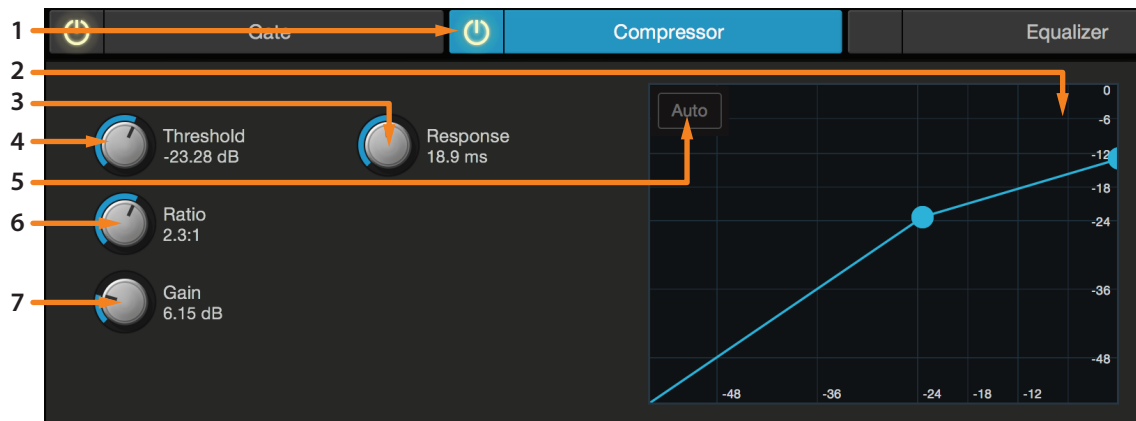 1
Gate
Compressor
Equalizer
2
3
4
Threshold
-23.28 dB
Response
18.9 ms
5
Auto
6
Ratio
2.3:1
7
Gain
6.15 dB
0
-6
-12
-18
-24
-36
-48
-48 -36 -24 -18 -12